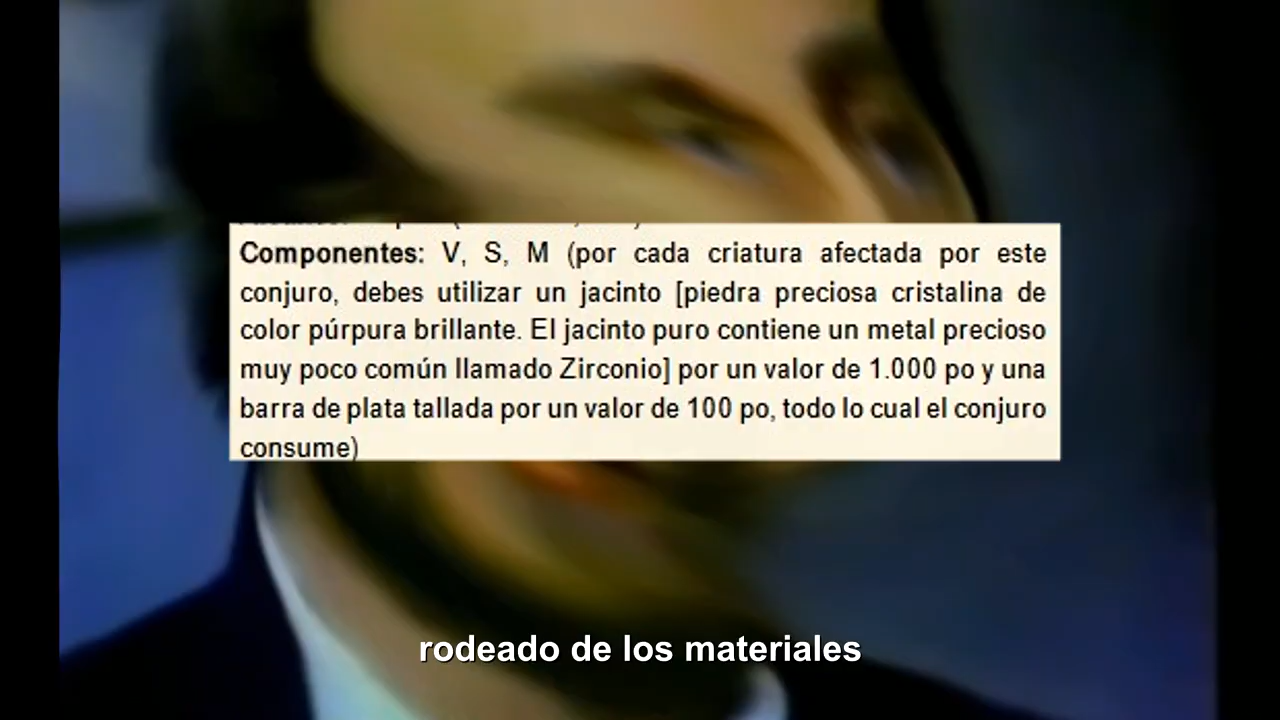 Componentes: V, S, M (por cada criatura afectada por este
conjuro, debes utilizar un jacinto [piedra preciosa cristalina de
color púrpura brillante. El jacinto puro contiene un metal precioso
muy poco común llamado Zirconio] por un valor de 1.000 po y una
barra de plata tallada por un valor de 100 po, todo lo cual el conjuro
consume)
rodeado de los materiales